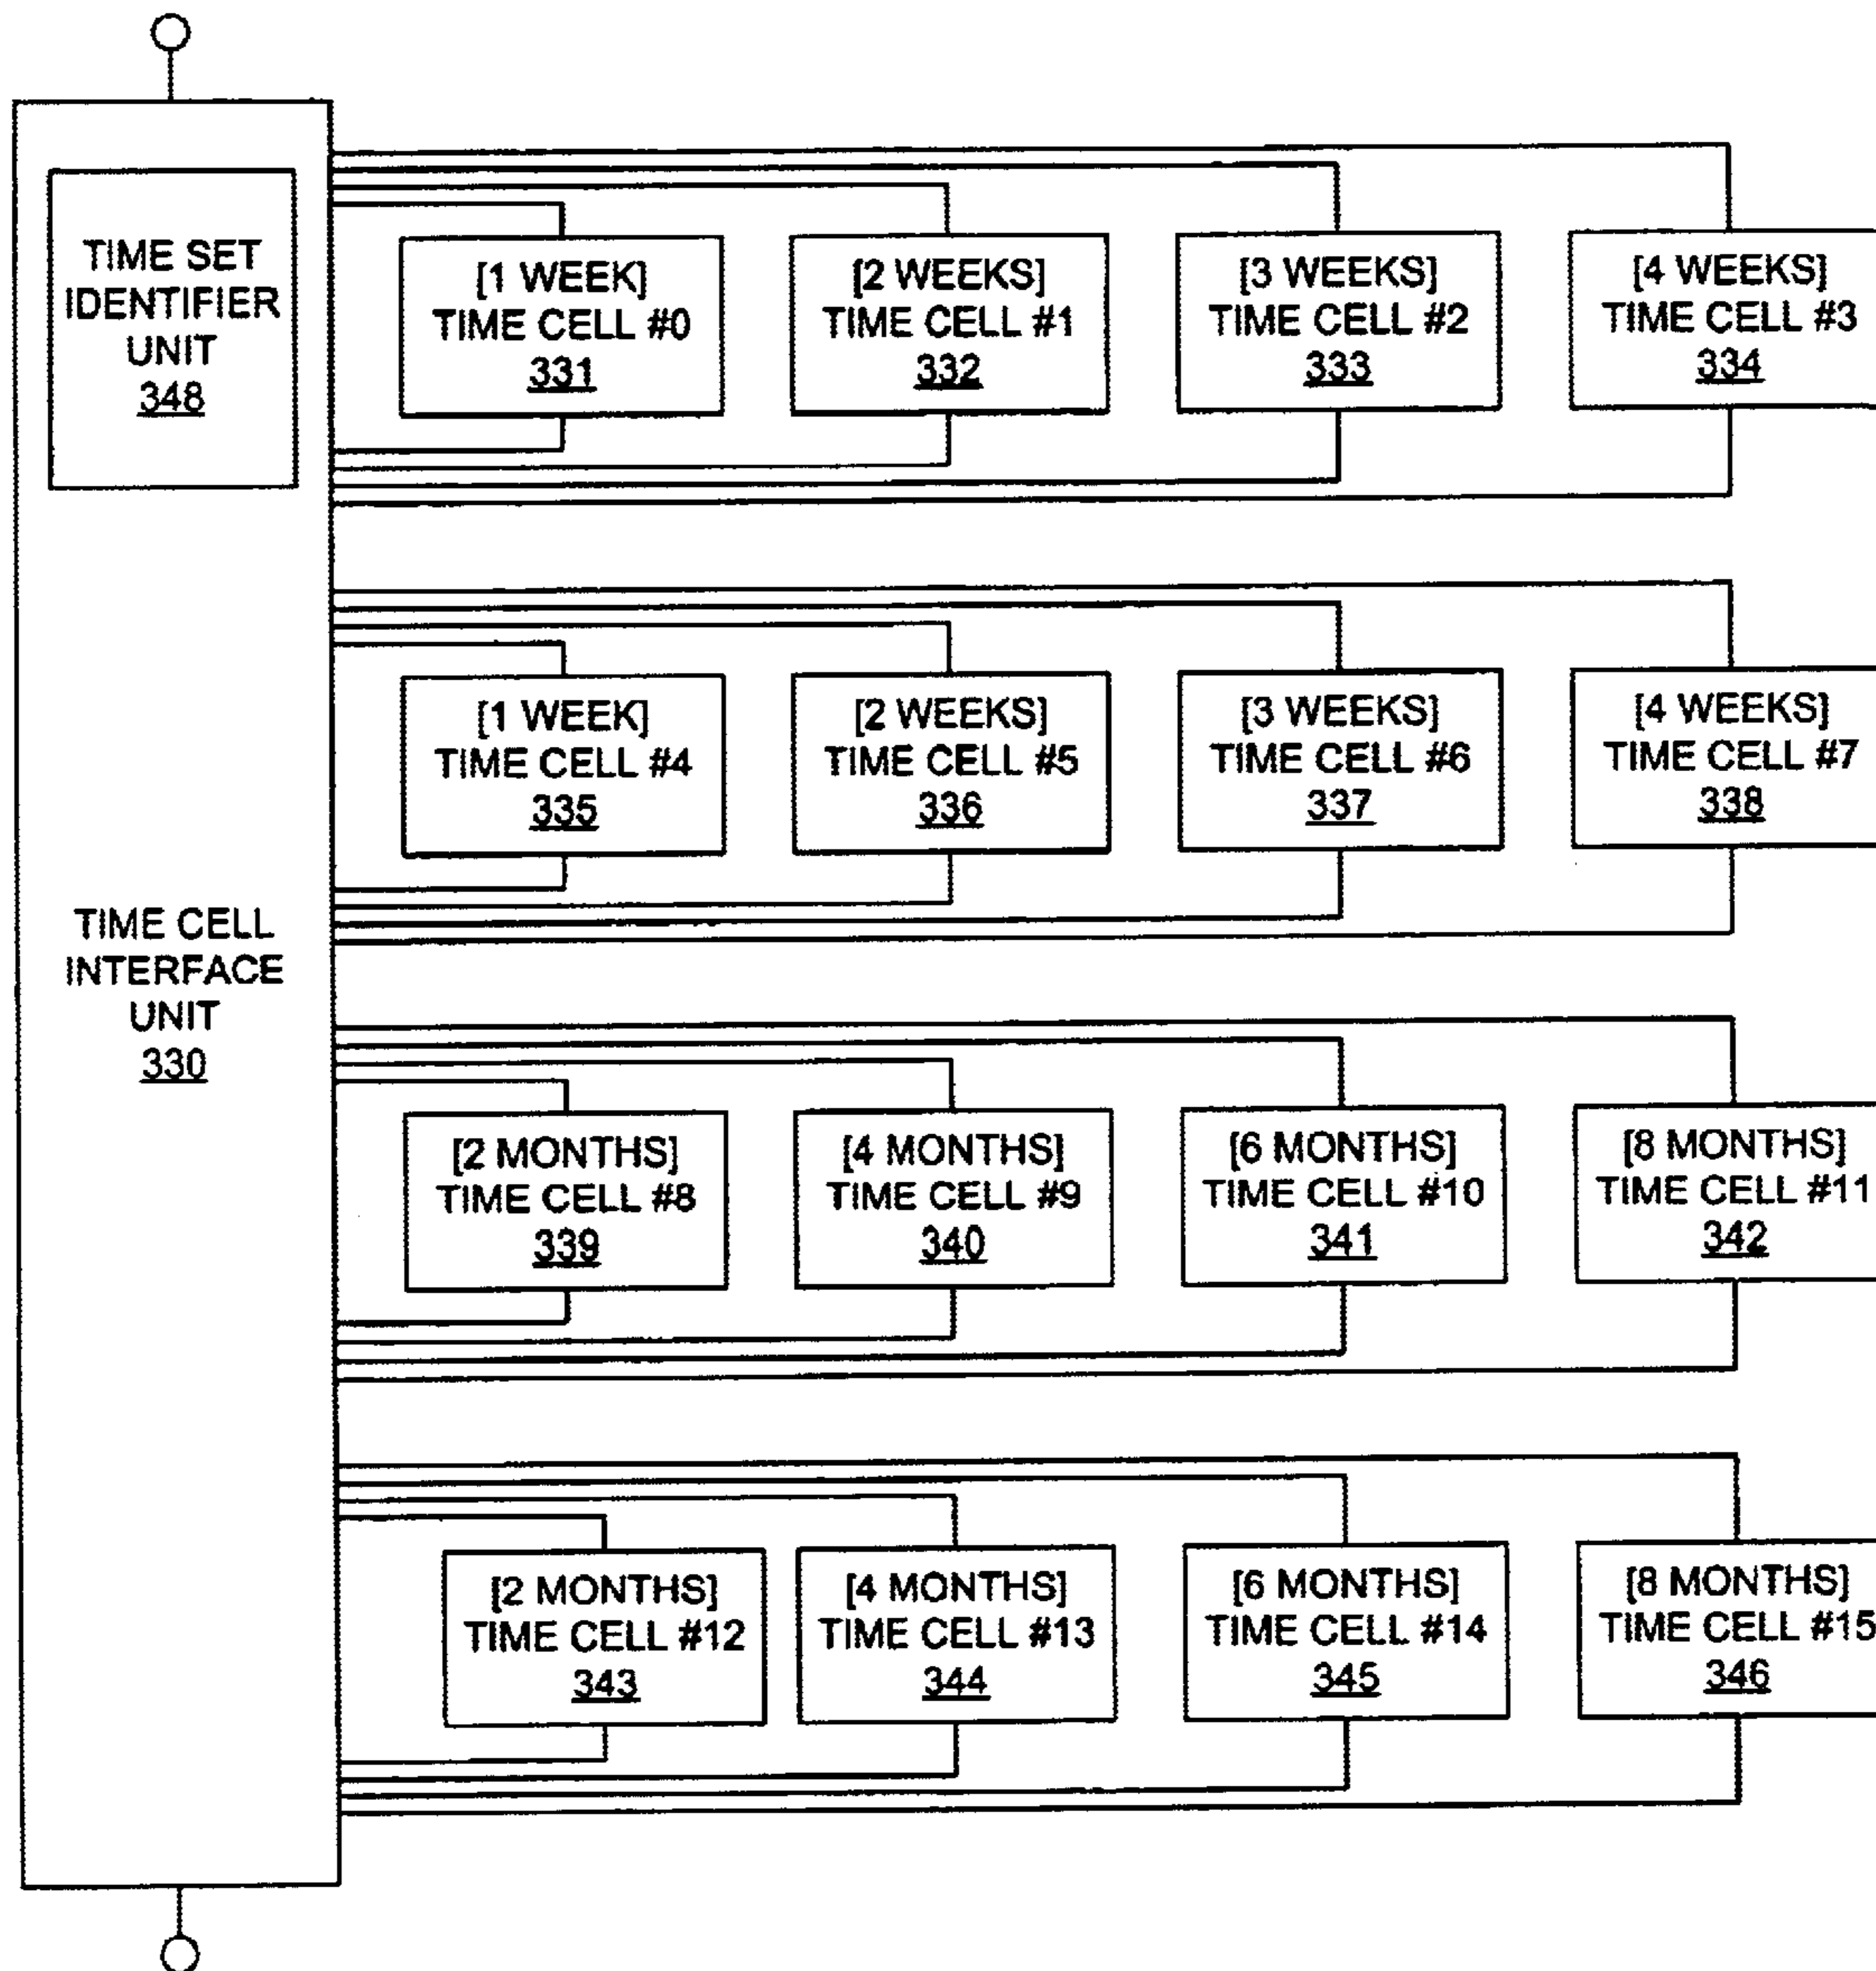 TIME SET
IDENTIFIER
UNIT
348
TIME CELL
INTERFACE
UNIT
330
[1 WEEK]
TIME CELL #0
331
[2 WEEKS]
TIME CELL #1
332
[3 WEEKS]
TIME CELL #2
333
[4 WEEKS]
TIME CELL #3
334
[1 WEEK]
TIME CELL #4
335
[2 WEEKS]
TIME CELL #5
336
[3 WEEKS]
TIME CELL #6
337
[4 WEEKS]
TIME CELL #7
338
[2 MONTHS]
TIME CELL #8
339
[4 MONTHS]
TIME CELL #9
340
[6 MONTHS]
TIME CELL #10
341
[8 MONTHS]
TIME CELL #11
342
[2 MONTHS]
TIME CELL #12
343
[4 MONTHS]
TIME CELL #13
344
[6 MONTHS]
TIME CELL #14
345
[8 MONTHS]
TIME CELL #15
346